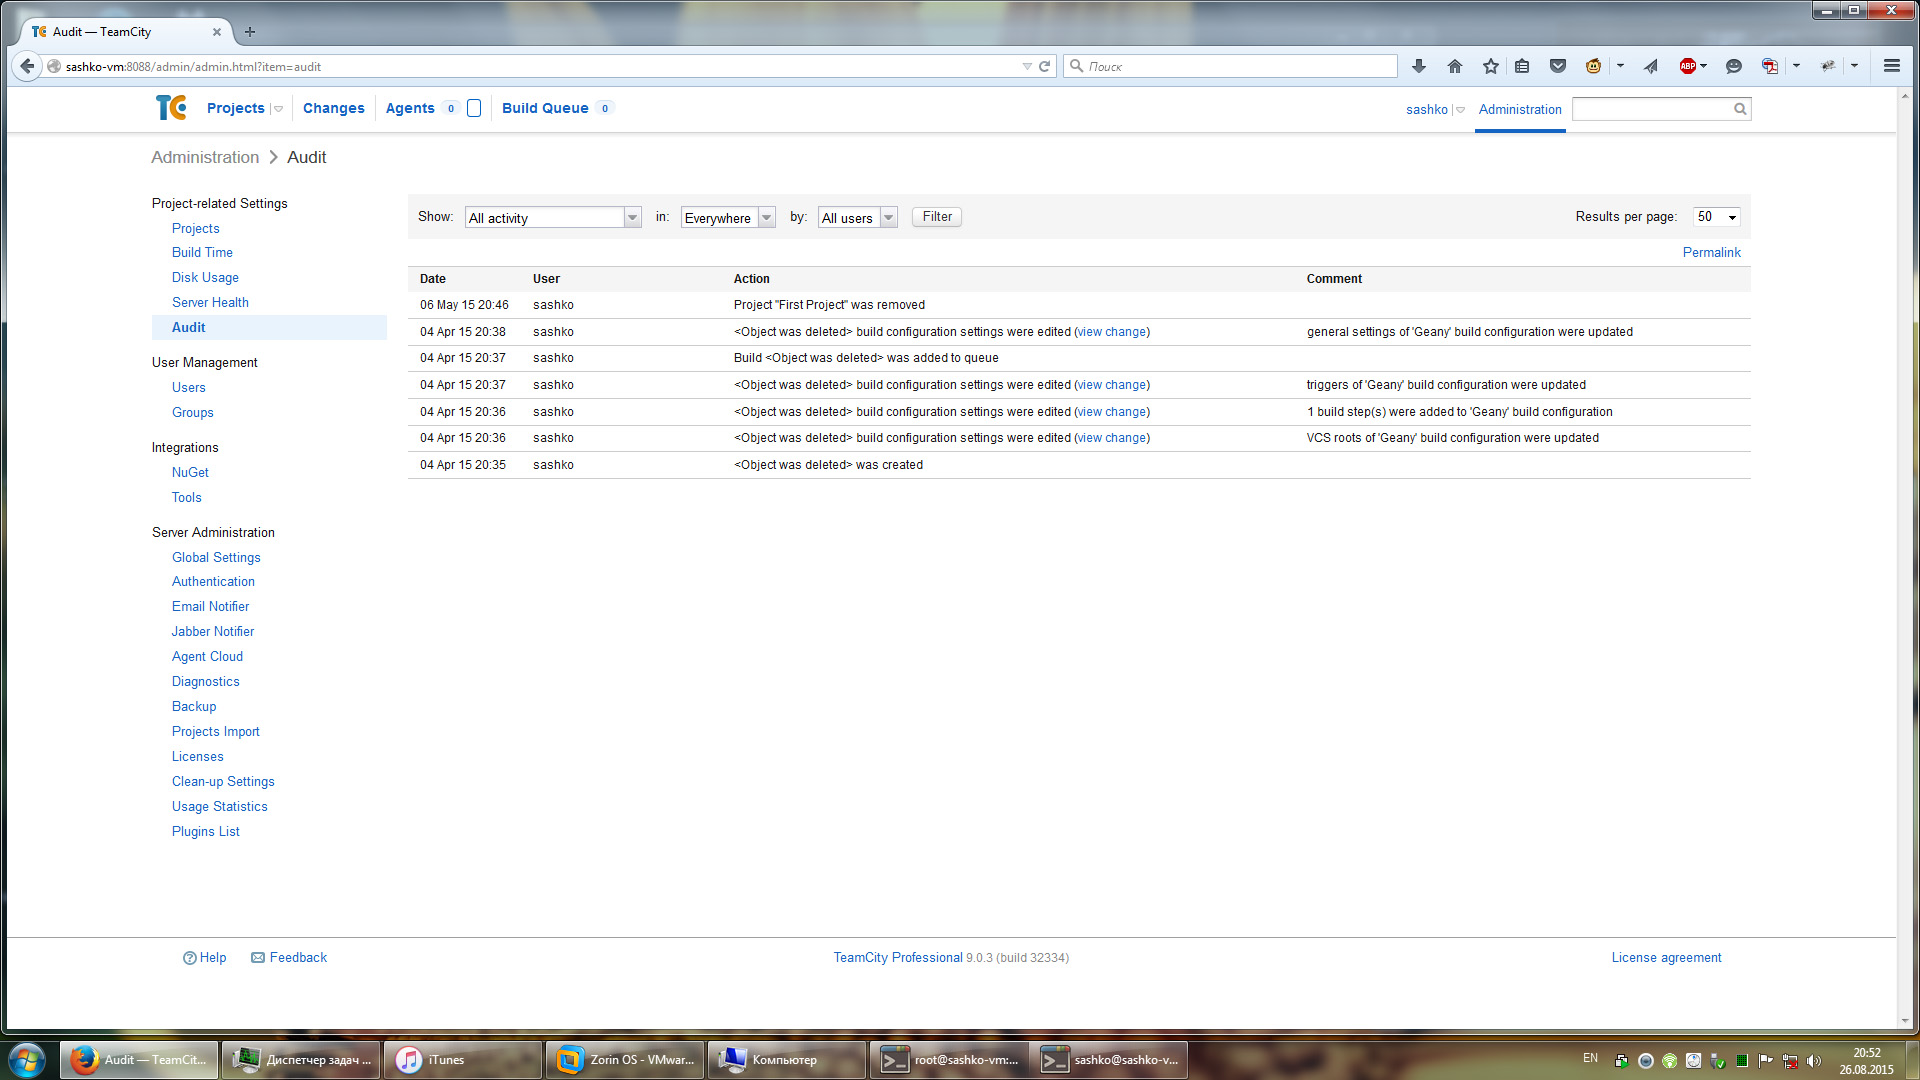 Audit — TeamCity
sashko-vm:8088/admin/admin.html?item=audit
Поиск
ABP
TC Projects Changes Agents 0 Build Queue 0
sashko Administration
Administration Audit
Project-related Settings
Projects
Build Time
Disk Usage
Server Health
Audit
User Management
Users
Groups
Integrations
NuGet
Tools
Server Administration
Global Settings
Authentication
Email Notifier
Jabber Notifier
Agent Cloud
Diagnostics
Backup
Projects Import
Licenses
Clean-up Settings
Usage Statistics
Plugins List
Show: All activity in: Everywhere by: All users Filter Results per page: 50
Permalink
Date User Action Comment
06 May 15 20:46 sashko Project "First Project" was removed
04 Apr 15 20:38 sashko <Object was deleted> build configuration settings were edited (view change) general settings of 'Geany' build configuration were updated
04 Apr 15 20:37 sashko Build <Object was deleted> was added to queue
04 Apr 15 20:37 sashko <Object was deleted> build configuration settings were edited (view change) triggers of 'Geany' build configuration were updated
04 Apr 15 20:36 sashko <Object was deleted> build configuration settings were edited (view change) 1 build step(s) were added to 'Geany' build configuration
04 Apr 15 20:36 sashko <Object was deleted> build configuration settings were edited (view change) VCS roots of 'Geany' build configuration were updated
04 Apr 15 20:35 sashko <Object was deleted> was created
Help Feedback TeamCity Professional 9.0.3 (build 32334) License agreement
Audit — TeamCit... Диспетчер задач ... iTunes Zorin OS - VMwar... Компьютер root@sashko-vm:... sashko@sashko-v... EN 20:52
26.08.2015